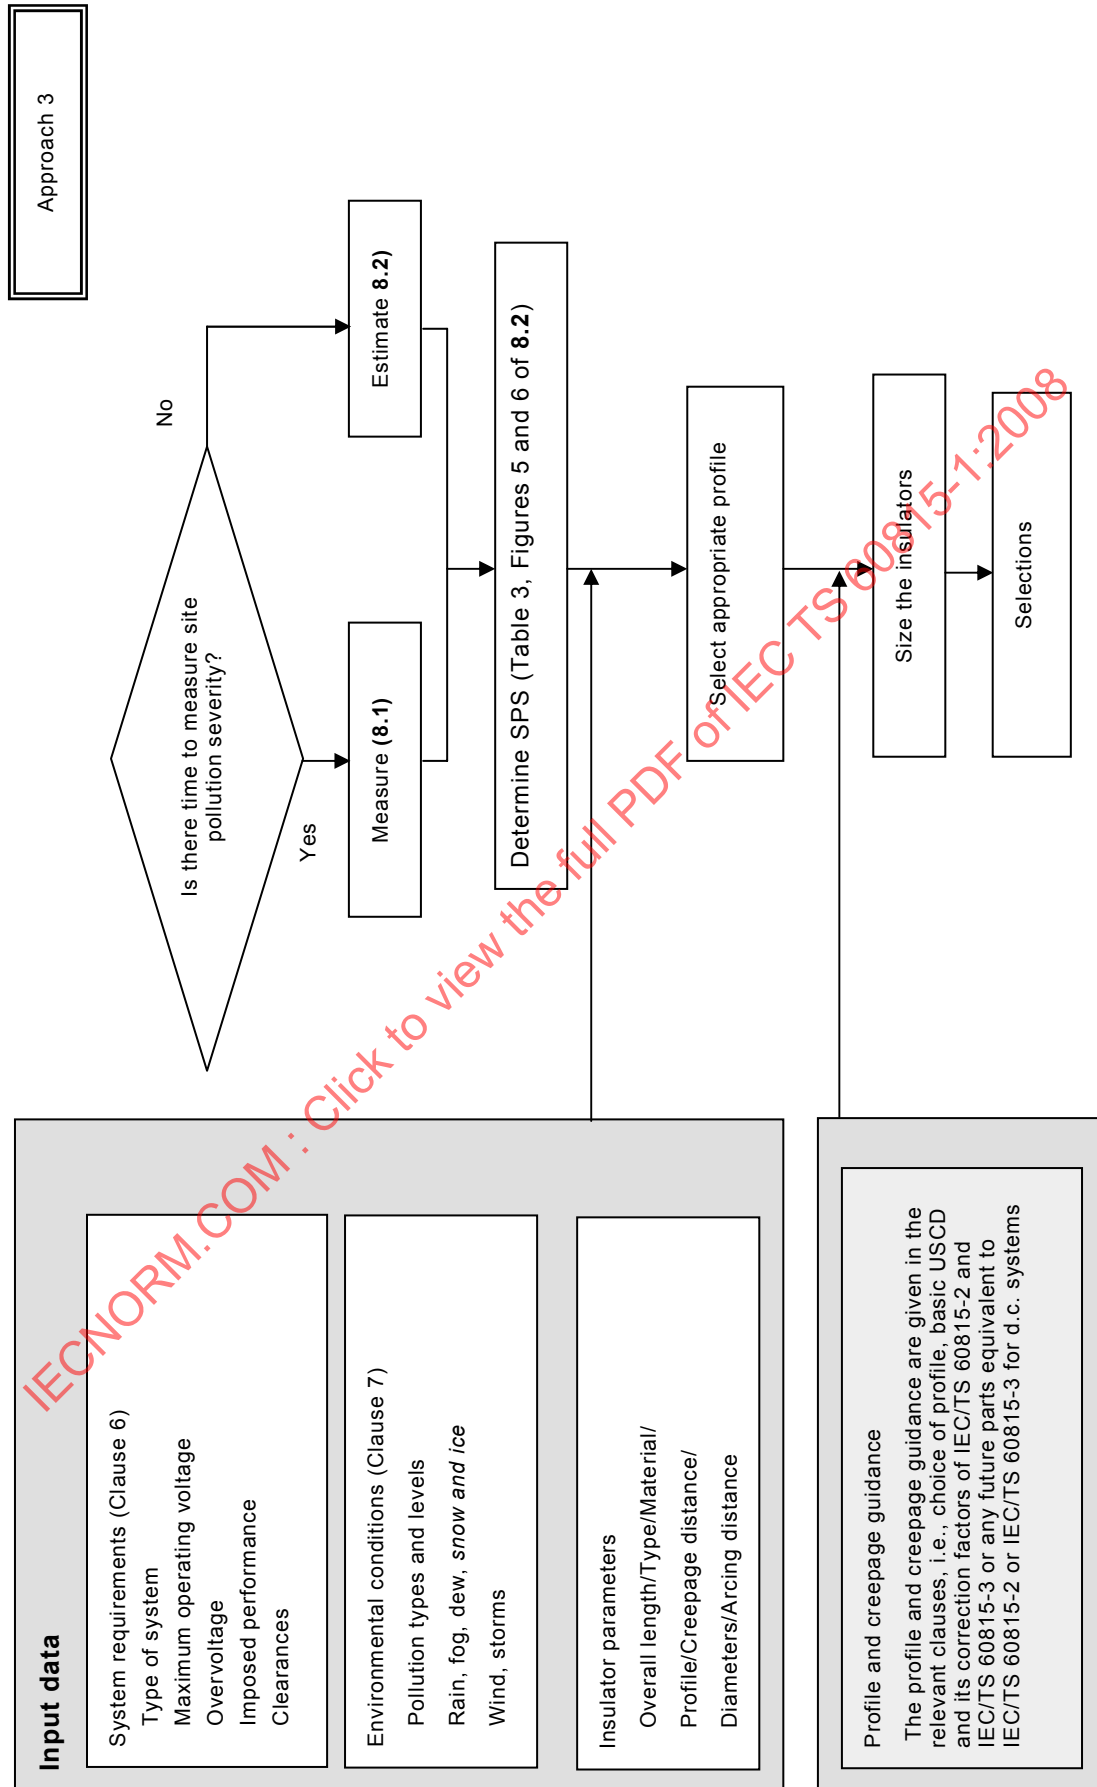 Approach 3
Input data
System requirements (Clause 6)
Type of system
Maximum operating voltage
Overvoltage
Imposed performance
Clearances
Environmental conditions (Clause 7)
Pollution types and levels
Rain, fog, dew, snow and ice
Wind, storms
Insulator parameters
Overall length/Type/Material/
Profile/Creepage distance/
Diameters/Arcing distance
Profile and creepage guidance
The profile and creepage guidance are given in the
relevant clauses, i.e., choice of profile, basic USCD
and its correction factors of IEC/TS 60815-2 and
IEC/TS 60815-3 or any future parts equivalent to
IEC/TS 60815-2 or IEC/TS 60815-3 for d.c. systems
Is there time to measure site
pollution severity?
Yes
No
Measure (8.1)
Estimate 8.2)
Determine SPS (Table 3, Figures 5 and 6 of 8.2)
Select appropriate profile
Size the insulators
Selections
IECNORM.COM : Click to view the full PDF of IEC TS 60815-1:2008